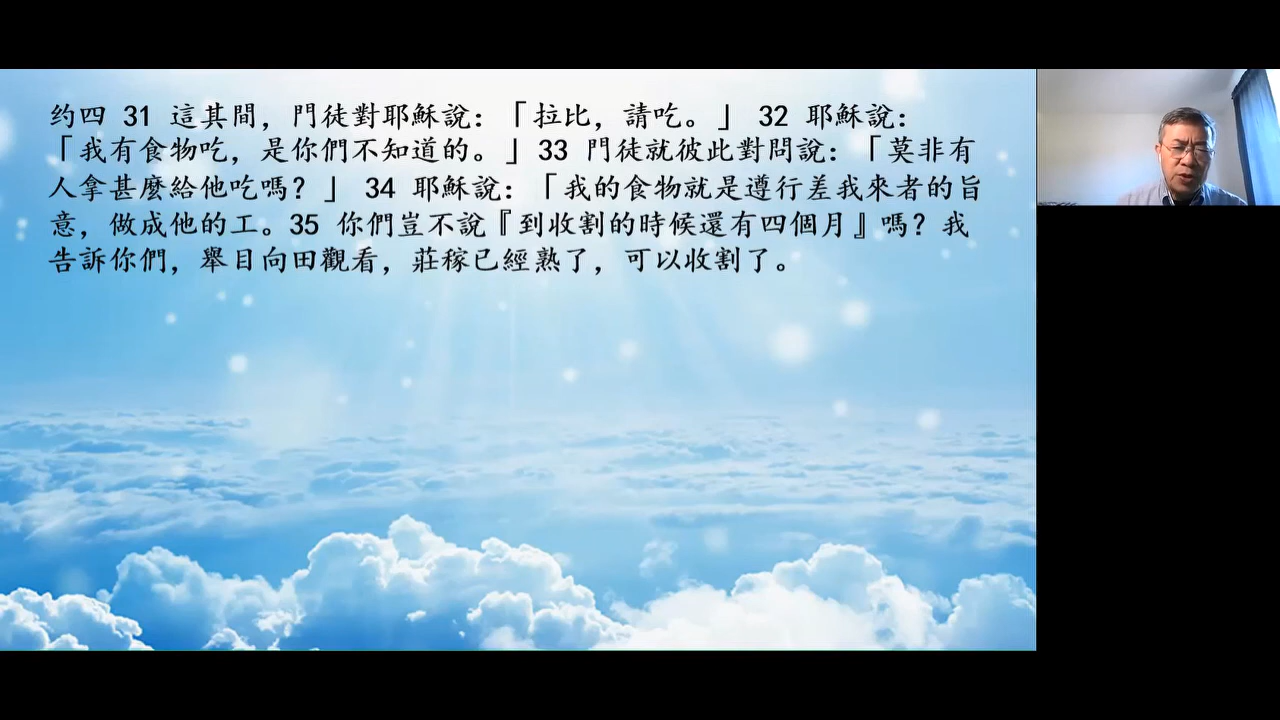 约四 31 這其間，門徒對耶穌說：「拉比，請吃。」 32 耶穌說：
「我有食物吃，是你們不知道的。」33 門徒就彼此對問說：「莫非有
人拿甚麼給他吃嗎？」 34 耶穌說：「我的食物就是遵行差我來者的旨
意，做成他的工。35 你們豈不說『到收割的時候還有四個月』嗎？我
告訴你們，舉目向田觀看，莊稼已經熟了，可以收割了。